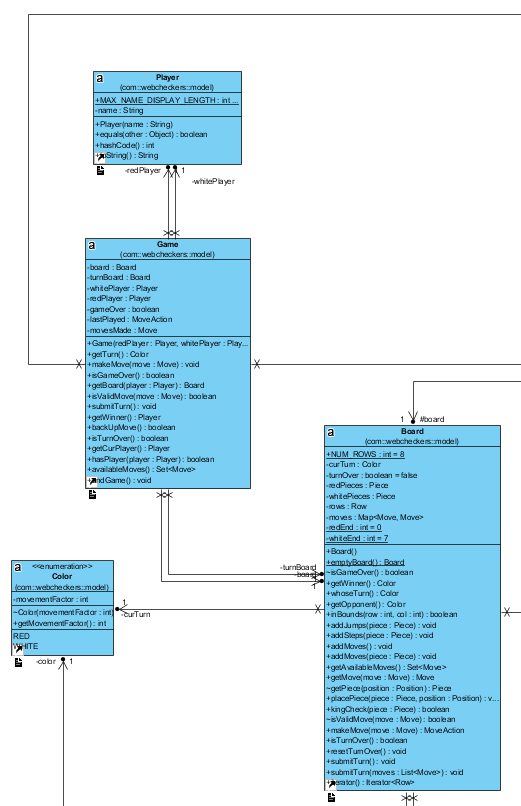 a
Player
(com::webcheckers::model)
+MAX_NAME_DISPLAY_LENGTH : int ...
-name : String
+Player(name : String)
+equals(other : Object) : boolean
+hashCode() : int
String() : String
-redPlayer
1
-whitePlayer
a
Game
(com::webcheckers::model)
-board : Board
-turnBoard : Board
-whitePlayer : Player
-redPlayer : Player
-gameOver : boolean
-lastPlayed : MoveAction
-movesMade : Move
+Game(redPlayer : Player, whitePlayer : Play...
+getTurn() : Color
+makeMove(move : Move) : void
+isGameOver() : boolean
+getBoard(player : Player) : Board
+isValidMove(move : Move) : boolean
+submitTurn() : void
+getWinner() : Player
+backUpMove() : boolean
+isTurnOver() : boolean
+getCurPlayer() : Player
+hasPlayer(player : Player) : boolean
+availableMoves() : Set<Move>
ndGame() : void
1
#board
a
Board
(com::webcheckers::model)
+NUM_ROWS : int = 8
-curTurn : Color
-turnOver : boolean = false
-redPieces : Piece
-whitePieces : Piece
-rows : Row
-moves : Map<Move, Move>
-redEnd : int = 0
-whiteEnd : int = 7
+Board()
+emptyBoard() : Board
~isGameOver() : boolean
+getWinner() : Color
+whoseTurn() : Color
+getOpponent() : Color
+inBounds(row : int, col : int) : boolean
+addJumps(piece : Piece) : void
+addSteps(piece : Piece) : void
+addMoves() : void
+addMoves(piece : Piece) : void
+getAvailableMoves() : Set<Move>
+getMove(move : Move) : Move
~getPiece(position : Position) : Piece
+placePiece(piece : Piece, position : Position) : v...
+kingCheck(piece : Piece) : boolean
~isValidMove(move : Move) : boolean
+makeMove(move : Move) : MoveAction
+isTurnOver() : boolean
+resetTurnOver() : void
+submitTurn() : void
+submitTurn(moves : List<Move>) : void
erator() : Iterator<Row>
-turnBoard
-board
a
<<enumeration>>
Color
(com::webcheckers::model)
-movementFactor : int
~Color(movementFactor : int)
+getMovementFactor() : int
RED
WHITE
1
-curTurn
-color
1